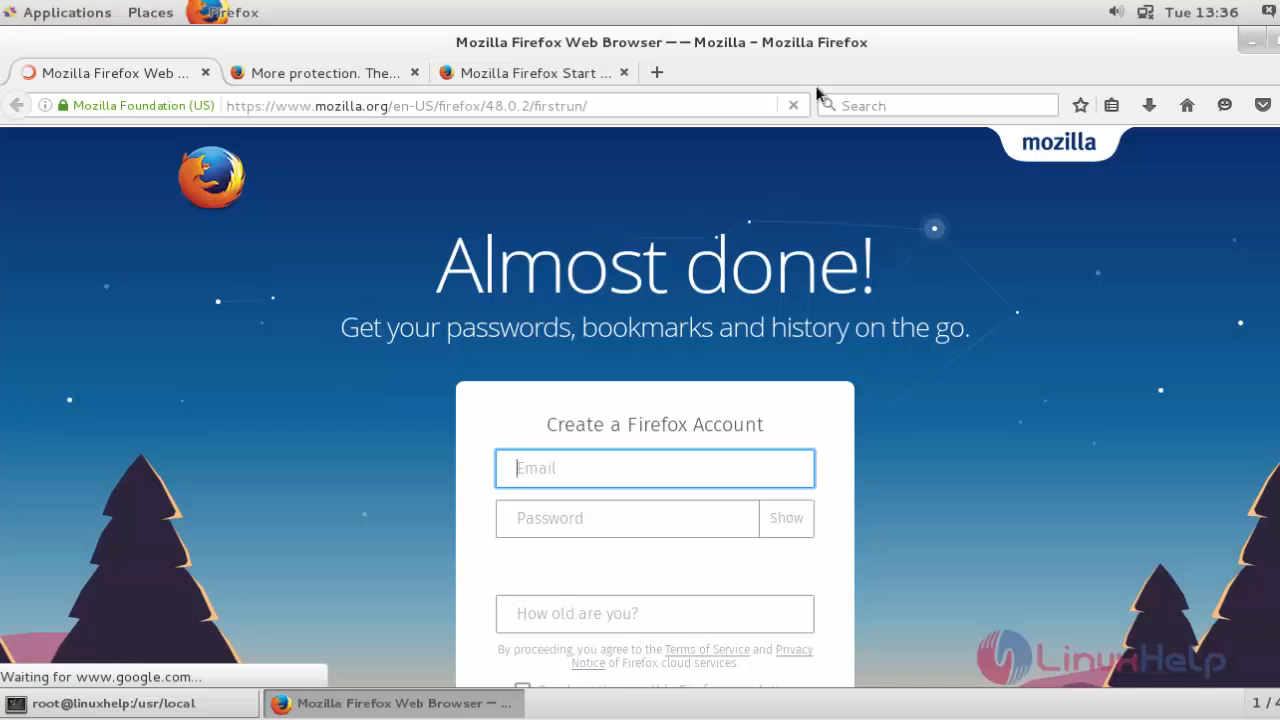 Applications Places Firefox Tue 13:36
Mozilla Firefox Web Browser — — Mozilla – Mozilla Firefox
Mozilla Firefox Web ... More protection. The... Mozilla Firefox Start ...
Mozilla Foundation (US) https://www.mozilla.org/en-US/firefox/48.0.2/firstrun/ Search
mozilla
Almost done!
Get your passwords, bookmarks and history on the go.
Create a Firefox Account
Email
Password Show
How old are you?
By proceeding, you agree to the Terms of Service and Privacy
Notice of Firefox cloud services.
LinuxHelp
Waiting for www.google.com...
root@linuxhelp:/usr/local Mozilla Firefox Web Browser — ... 1 / 4